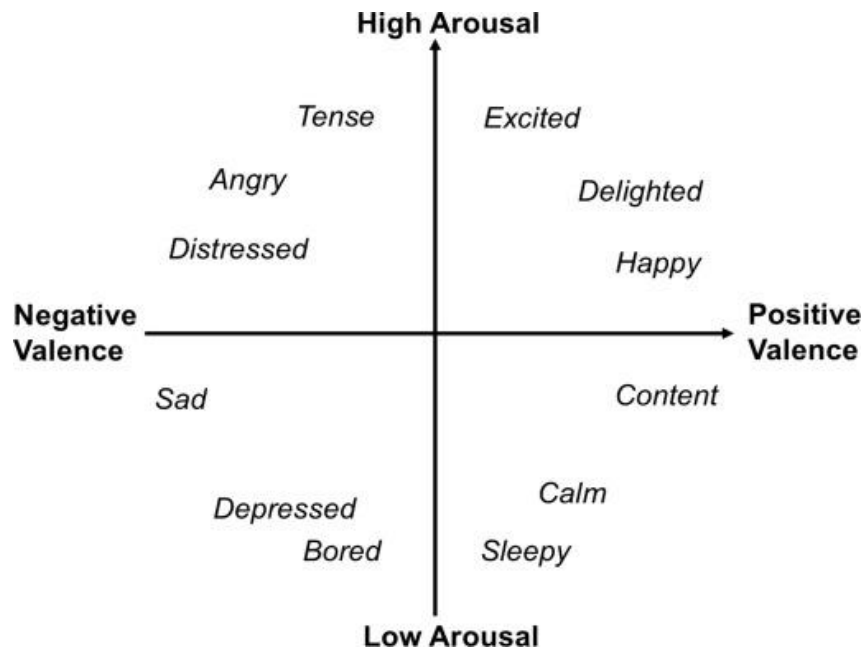 High Arousal
Tense
Excited
Angry
Delighted
Distressed
Happy
Negative
Valence
Positive
Valence
Sad
Content
Calm
Depressed
Bored
Sleepy
Low Arousal